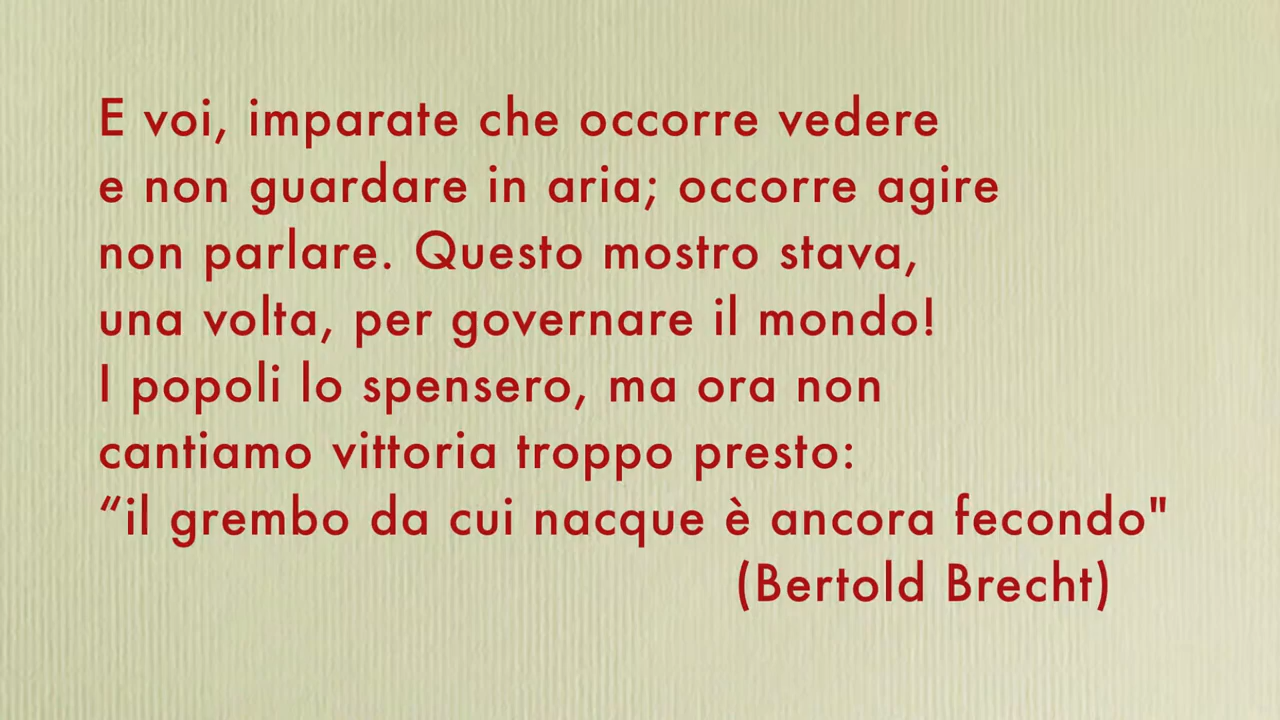 E voi, imparate che occorre vedere
e non guardare in aria; occorre agire
non parlare. Questo mostro stava,
una volta, per governare il mondo!
I popoli lo spensero, ma ora non
cantiamo vittoria troppo presto:
“il grembo da cui nacque è ancora fecondo"
(Bertold Brecht)